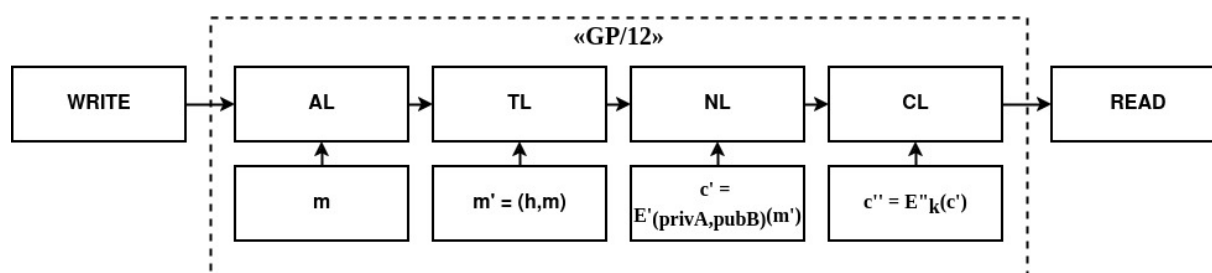 «GP/12»
WRITE
AL
TL
NL
CL
READ
m
m' = (h,m)
c' =
E'(privA,pubB)(m')
c'' = E"k(c')